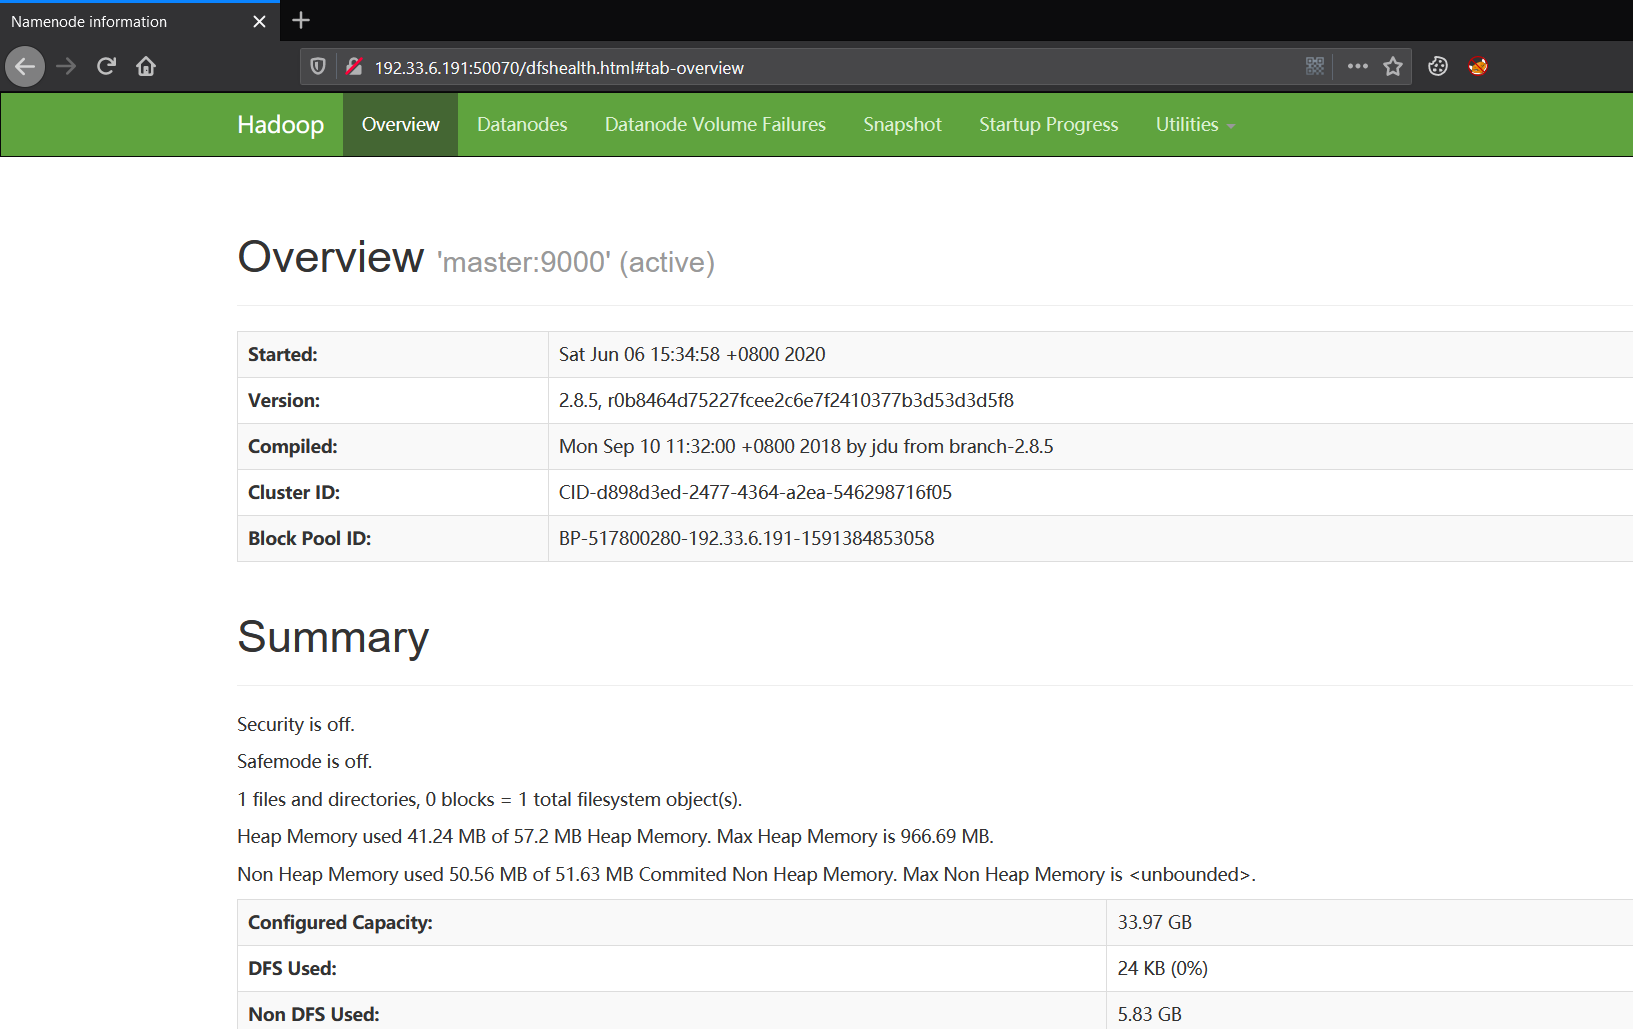 Namenode information
192.33.6.191:50070/dfshealth.html#tab-overview
Hadoop Overview Datanodes Datanode Volume Failures Snapshot Startup Progress Utilities
Overview 'master:9000' (active)
Started: Sat Jun 06 15:34:58 +0800 2020
Version: 2.8.5, r0b8464d75227fcee2c6e7f2410377b3d53d3d5f8
Compiled: Mon Sep 10 11:32:00 +0800 2018 by jdu from branch-2.8.5
Cluster ID: CID-d898d3ed-2477-4364-a2ea-546298716f05
Block Pool ID: BP-517800280-192.33.6.191-1591384853058
Summary
Security is off.
Safemode is off.
1 files and directories, 0 blocks = 1 total filesystem object(s).
Heap Memory used 41.24 MB of 57.2 MB Heap Memory. Max Heap Memory is 966.69 MB.
Non Heap Memory used 50.56 MB of 51.63 MB Commited Non Heap Memory. Max Non Heap Memory is <unbounded>.
Configured Capacity: 33.97 GB
DFS Used: 24 KB (0%)
Non DFS Used: 5.83 GB